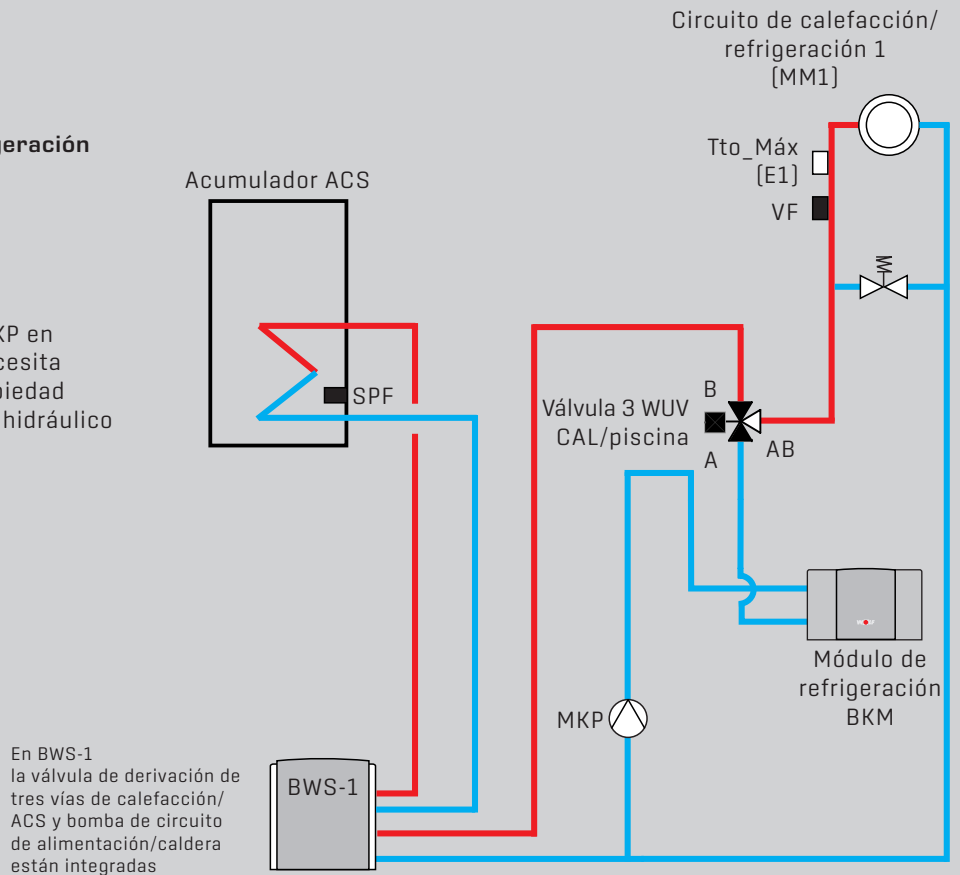 Circuito de calefacción/
refrigeración 1
(MM1)
geración
Tto_Máx
(E1)
VF
Acumulador ACS
XP en
cesita
piedad
hidráulico
SPF
B
Válvula 3 WUV
CAL/piscina
AB
A
Módulo de
refrigeración
BKM
MKP
En BWS-1
la válvula de derivación de
tres vías de calefacción/
ACS y bomba de circuito
de alimentación/caldera
están integradas
BWS-1